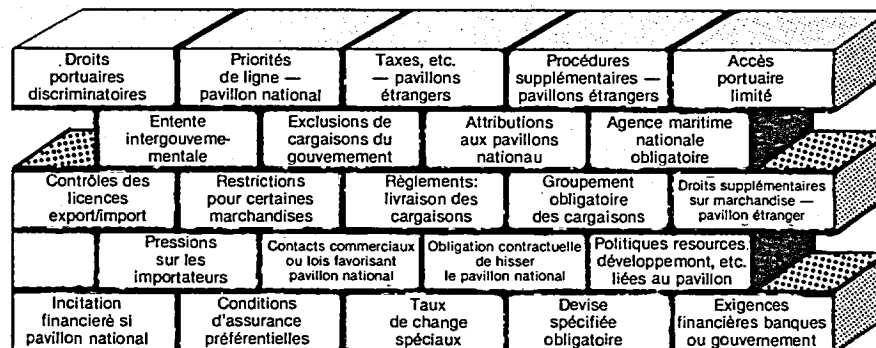 Droits
portuaires
discriminatoires
Priorités
de ligne —
pavillon national
Taxes, etc.
— pavillons
étrangers
Procédures
supplémentaires —
pavillons étrangers
Accès
portuaire
limité
Entente
intergouverne-
mentale
Exclusions de
cargaisons du
gouvernement
Attributions
aux pavillons
nationau
Agence maritime
nationale
obligatoire
Contrôles des
licences
export/import
Restrictions
pour certaines
marchandises
Règlements:
livraison des
cargaisons
Groupement
obligatoire
des cargaisons
Droits supplémentaires
sur marchandise —
pavillon étranger
Pressions
sur les
importateurs
Contacts commerciaux
ou lois favorisant
pavillon national
Obligation contractuelle
de hisser
le pavillon national
Politiques resources,
développement, etc.
liées au pavillon
Incitation
financierè si
pavillon national
Conditions
d'assurance
préférentielles
Taux
de change
spéciaux
Devise
spécifiée
obligatoire
Exigences
financières banques
ou gouvernement